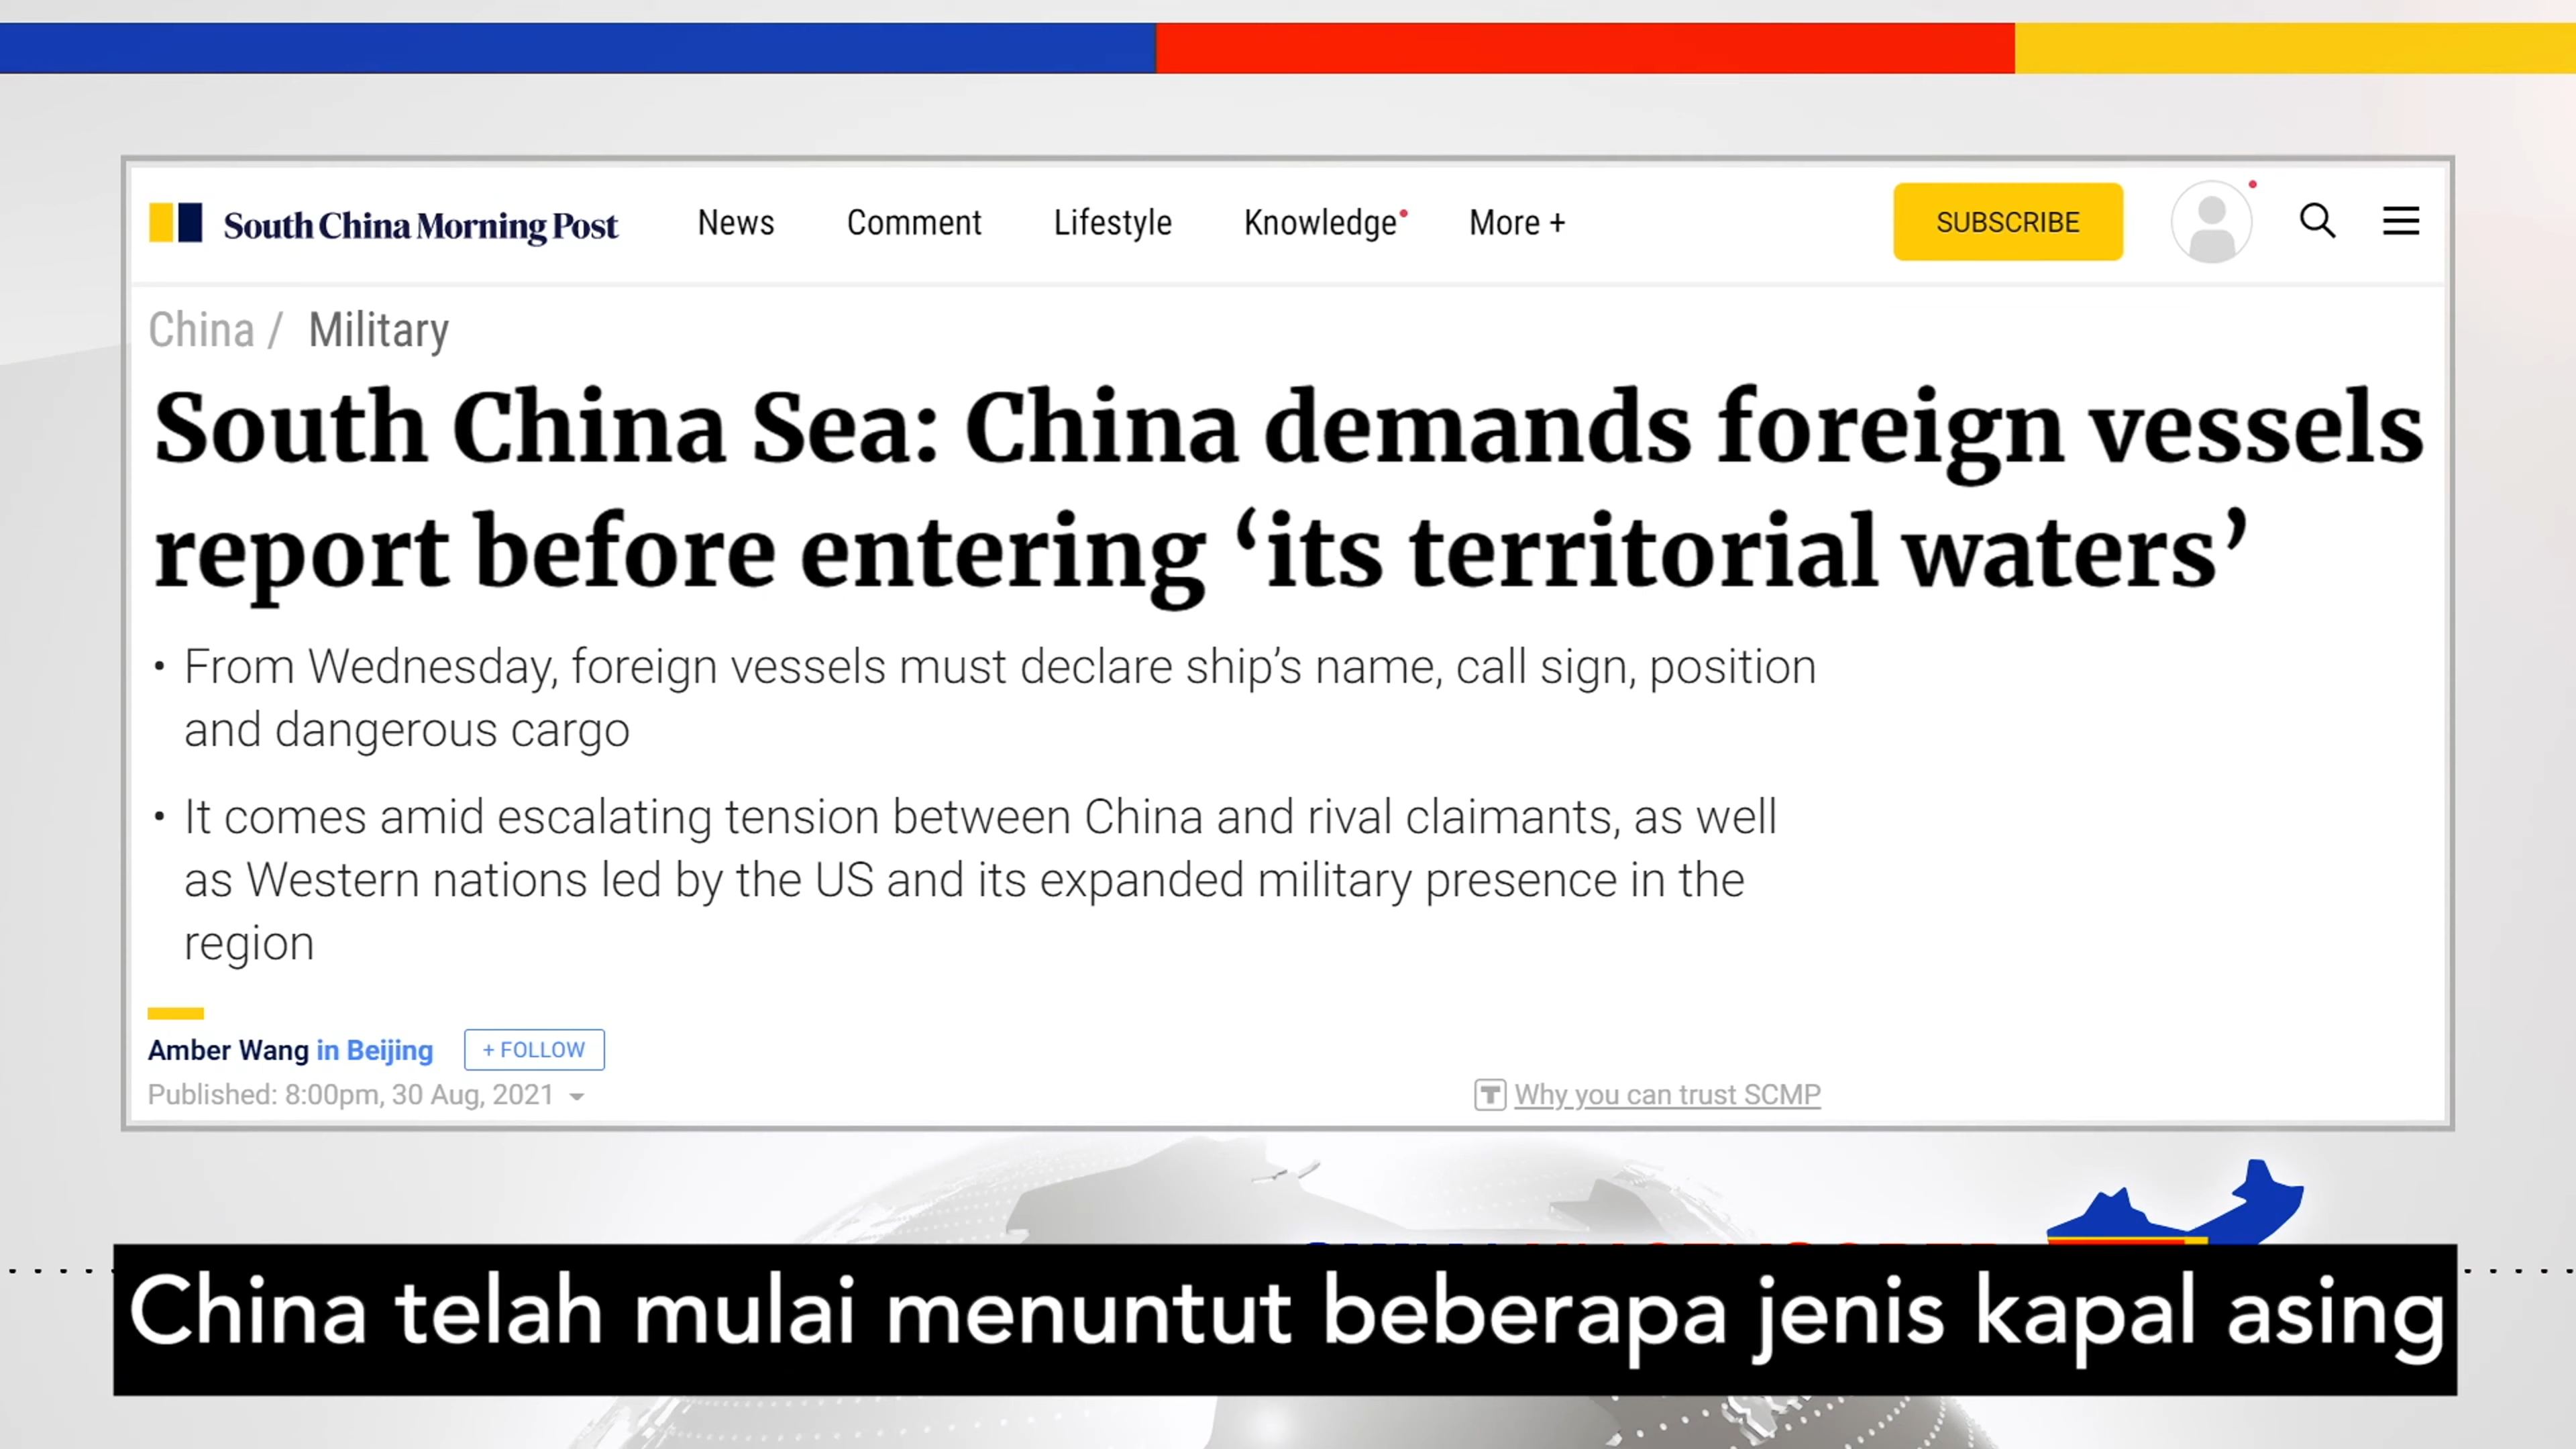 South China Morning Post
News
Comment
Lifestyle
Knowledge
More +
SUBSCRIBE
China / Military
South China Sea: China demands foreign vessels
report before entering ‘its territorial waters’
• From Wednesday, foreign vessels must declare ship’s name, call sign, position
and dangerous cargo
• It comes amid escalating tension between China and rival claimants, as well
as Western nations led by the US and its expanded military presence in the
region
Amber Wang in Beijing
+ FOLLOW
Published: 8:00pm, 30 Aug, 2021
Why you can trust SCMP
China telah mulai menuntut beberapa jenis kapal asing